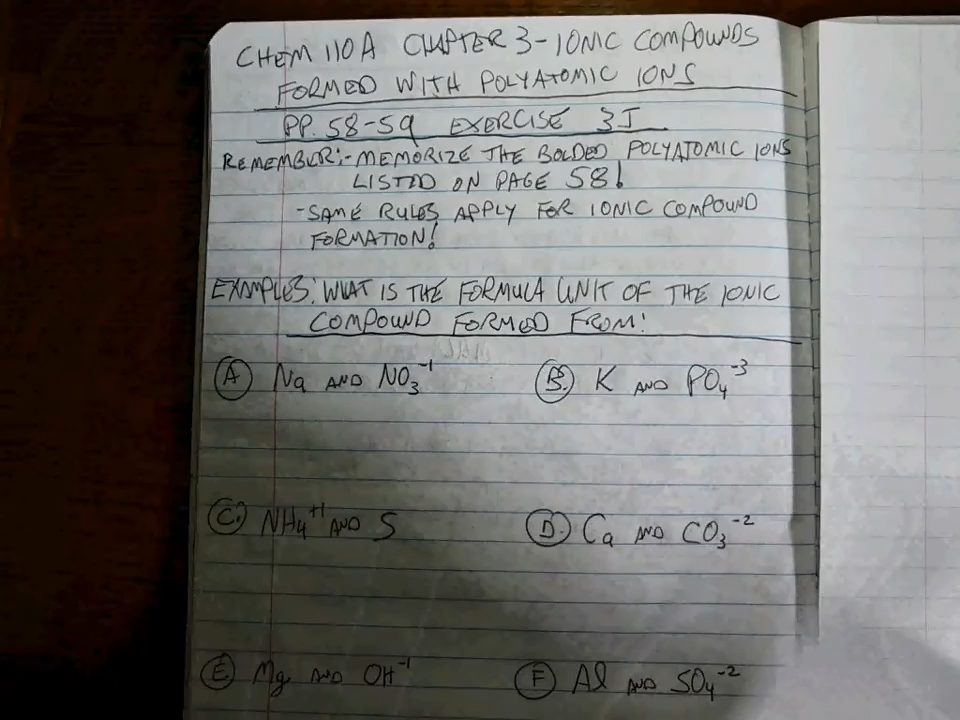 CHEM 110A CHAPTER 3-IONIC COMPOUNDS
FORMED WITH POLYATOMIC IONS
PP. 58-59 EXERCISE 3J
REMEMBER:-MEMORIZE THE BOLDED POLYATOMIC IONS
LISTED ON PAGE 58!
-SAME RULES APPLY FOR IONIC COMPOUND
FORMATION!
EXAMPLES: WHAT IS THE FORMULA UNIT OF THE IONIC
COMPOUND FORMED FROM:
A Na AND NO₃⁻¹ B. K AND PO₄⁻³
C. NH₄⁺¹ AND S D. Ca AND CO₃⁻²
E. Mg AND OH⁻¹ F Al AND SO₄⁻²